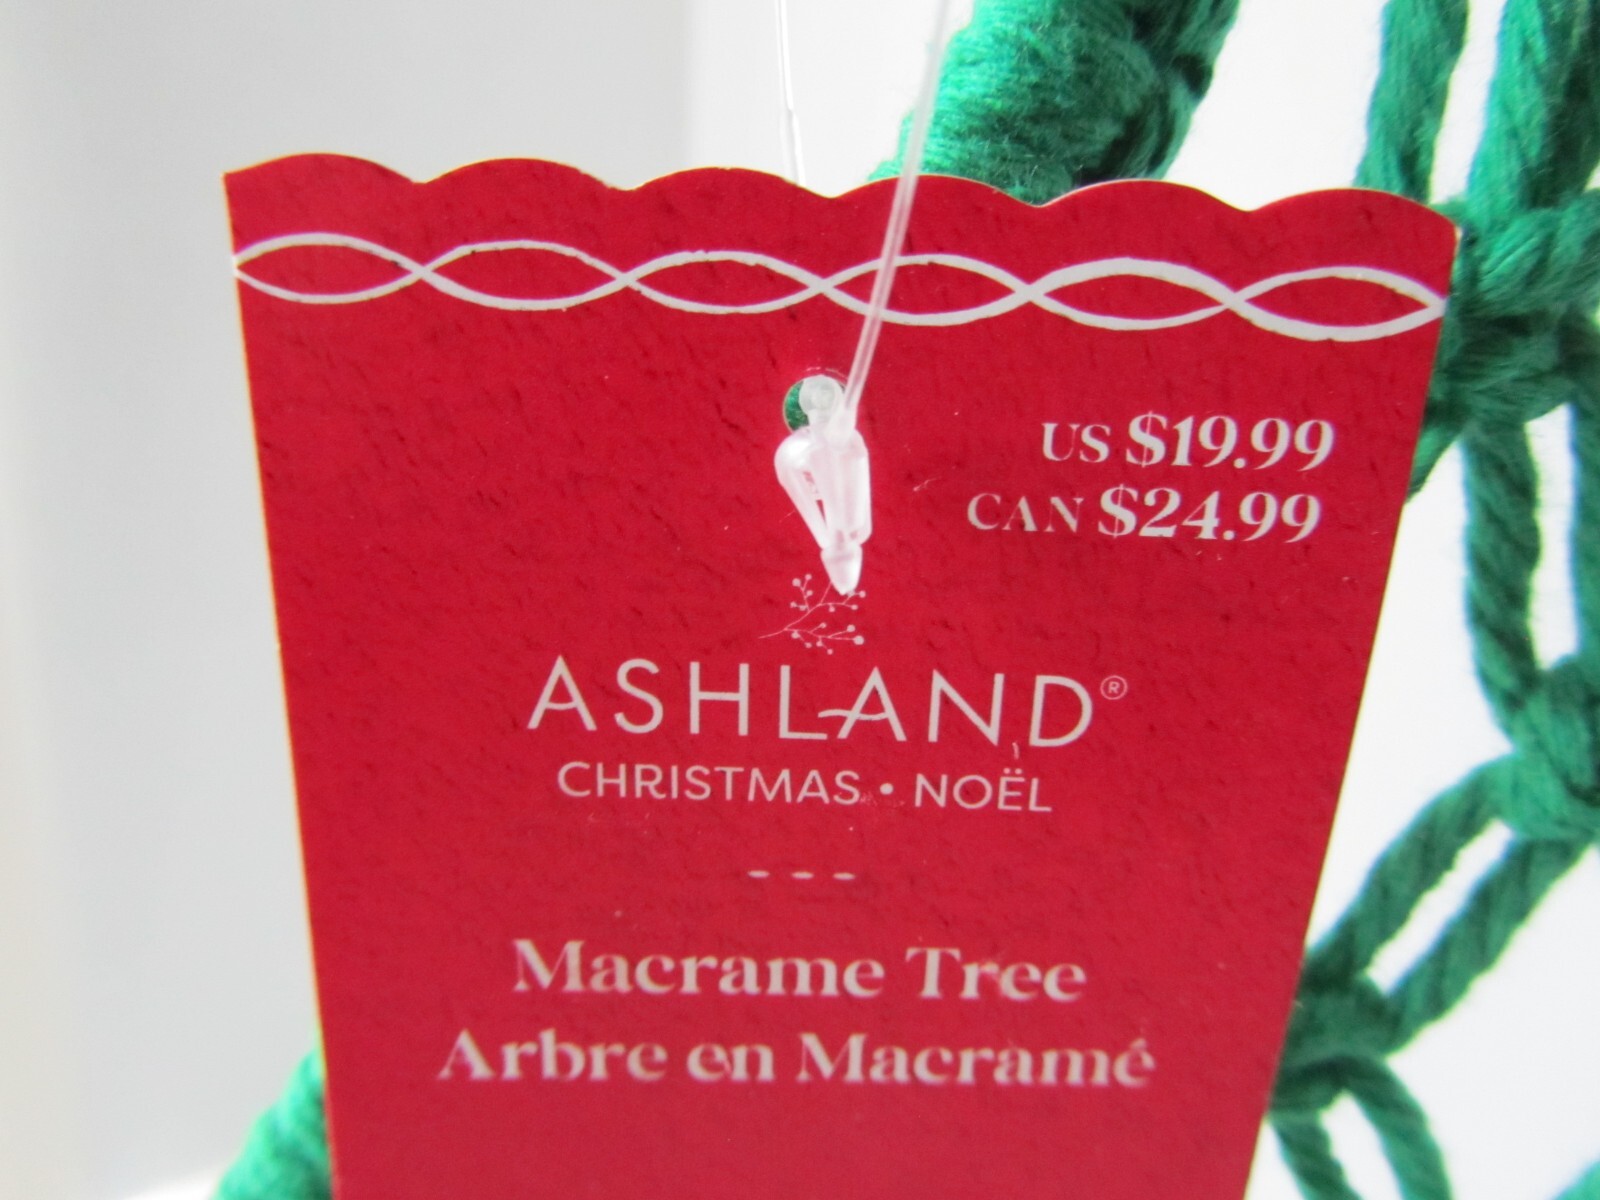 US $19.99
CAN $24.99
ASHLAND®
CHRISTMAS • NOËL
---
Macrame Tree
Arbre en Macramé